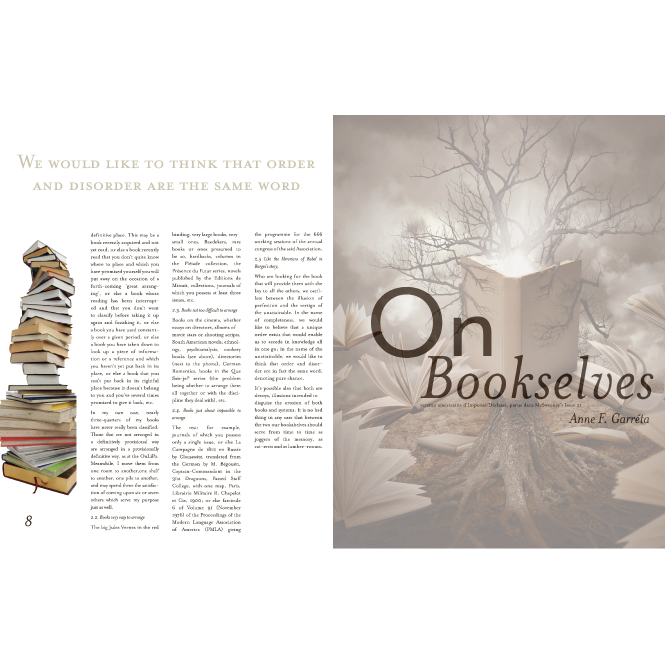 WE WOULD LIKE TO THINK THAT ORDER
AND DISORDER ARE THE SAME WORD
definitive place. This may be a
book recently acquired and not
yet read, or else a book recently
read that you don't quite know
where to place and which you
have promised yourself you will
put away on the occasion of a
forth-coming 'great arrang-
ing', or else a book whose
reading has been interrupt-
ed and that you don't want
to classify before taking it up
again and finishing it, or else
a book you have used constant-
ly over a given period, or else
a book you have taken down to
look up a piece of informa-
tion or a reference and which
you haven't yet put back in its
place, or else a book that you
can't put back in its rightful
place because it doesn't belong
to you and you've several times
promised to give it back, etc.
In my own case, nearly
three-quarters of my books
have never really been classified.
Those that are not arranged in
a definitively provisional way
are arranged in a provisionally
definitive way, as at the OuLiPo.
Meanwhile, I move them from
one room to another, one shelf
to another, one pile to another,
and may spend three
others which serve my purpose
just as well.
2.2. Books very easy to arrange
The big Jules Vernes in the red
binding, very large books, very
small ones, Baedekers, rare
books or ones presumed to
be so, hardbacks, volumes in
the Pléiade collection, the
Présence du Futur series, novels
published by the Editions de
Minuit, collections, journals of
which you possess at least three
issues, etc.
2.3. Books not too difficult to arrange
Books on the cinema, whether
essays on directors, albums of
movie stars or shooting scripts,
South American novels, ethnol-
ogy, psychoanalysis, cookery
books (see above), directories
(next to the phone), German
Romantics, books in the Que
Sais-je? series (the problem
being whether to arrange them
all together or with the disci-
pline they deal with), etc.
2.4. Books just about impossible to
arrange
The rest: for example,
journals of which you possess
only a single issue, or else La
Campagne de 1812 en Russie
by Clausewitz, translated from
the German by M. Bégouën,
Captain-Commandant in the
31st Dragoons, Passed Staff
College, with one map, Paris,
Librairie Militaire R. Chapelot
et Cie, 1900, or else fascicule
6 of Volume 91 (November
1976) of the Proceedings of the
Modern Language Association
of America (PMLA) giving
the programme for the 666
working sessions of the annual
congress of the said Association.
2.5 Like the librarians of Babel in
Borges's story,
Who are looking for the book
that will provide them with the
key to all the others, we oscil-
late between the illusion of
perfection and the vertigo of
the unattainable. In the name
of completeness, we would
like to believe that a unique
order exists that would enable
us to accede to knowledge all
in one go; in the name of the
unattainable, we would like to
think that order and disor-
der are in fact the same word,
denoting pure chance.
It's possible also that both are
decoys, illusions intended to
disguise the erosion of both
books and systems. It is no bad
thing in any case that between
the two our bookshelves should
serve from time to time as
joggers of the memory, as
cat-rests and as lumber-rooms.
8
On
Bookselves
Anne F. Garréta